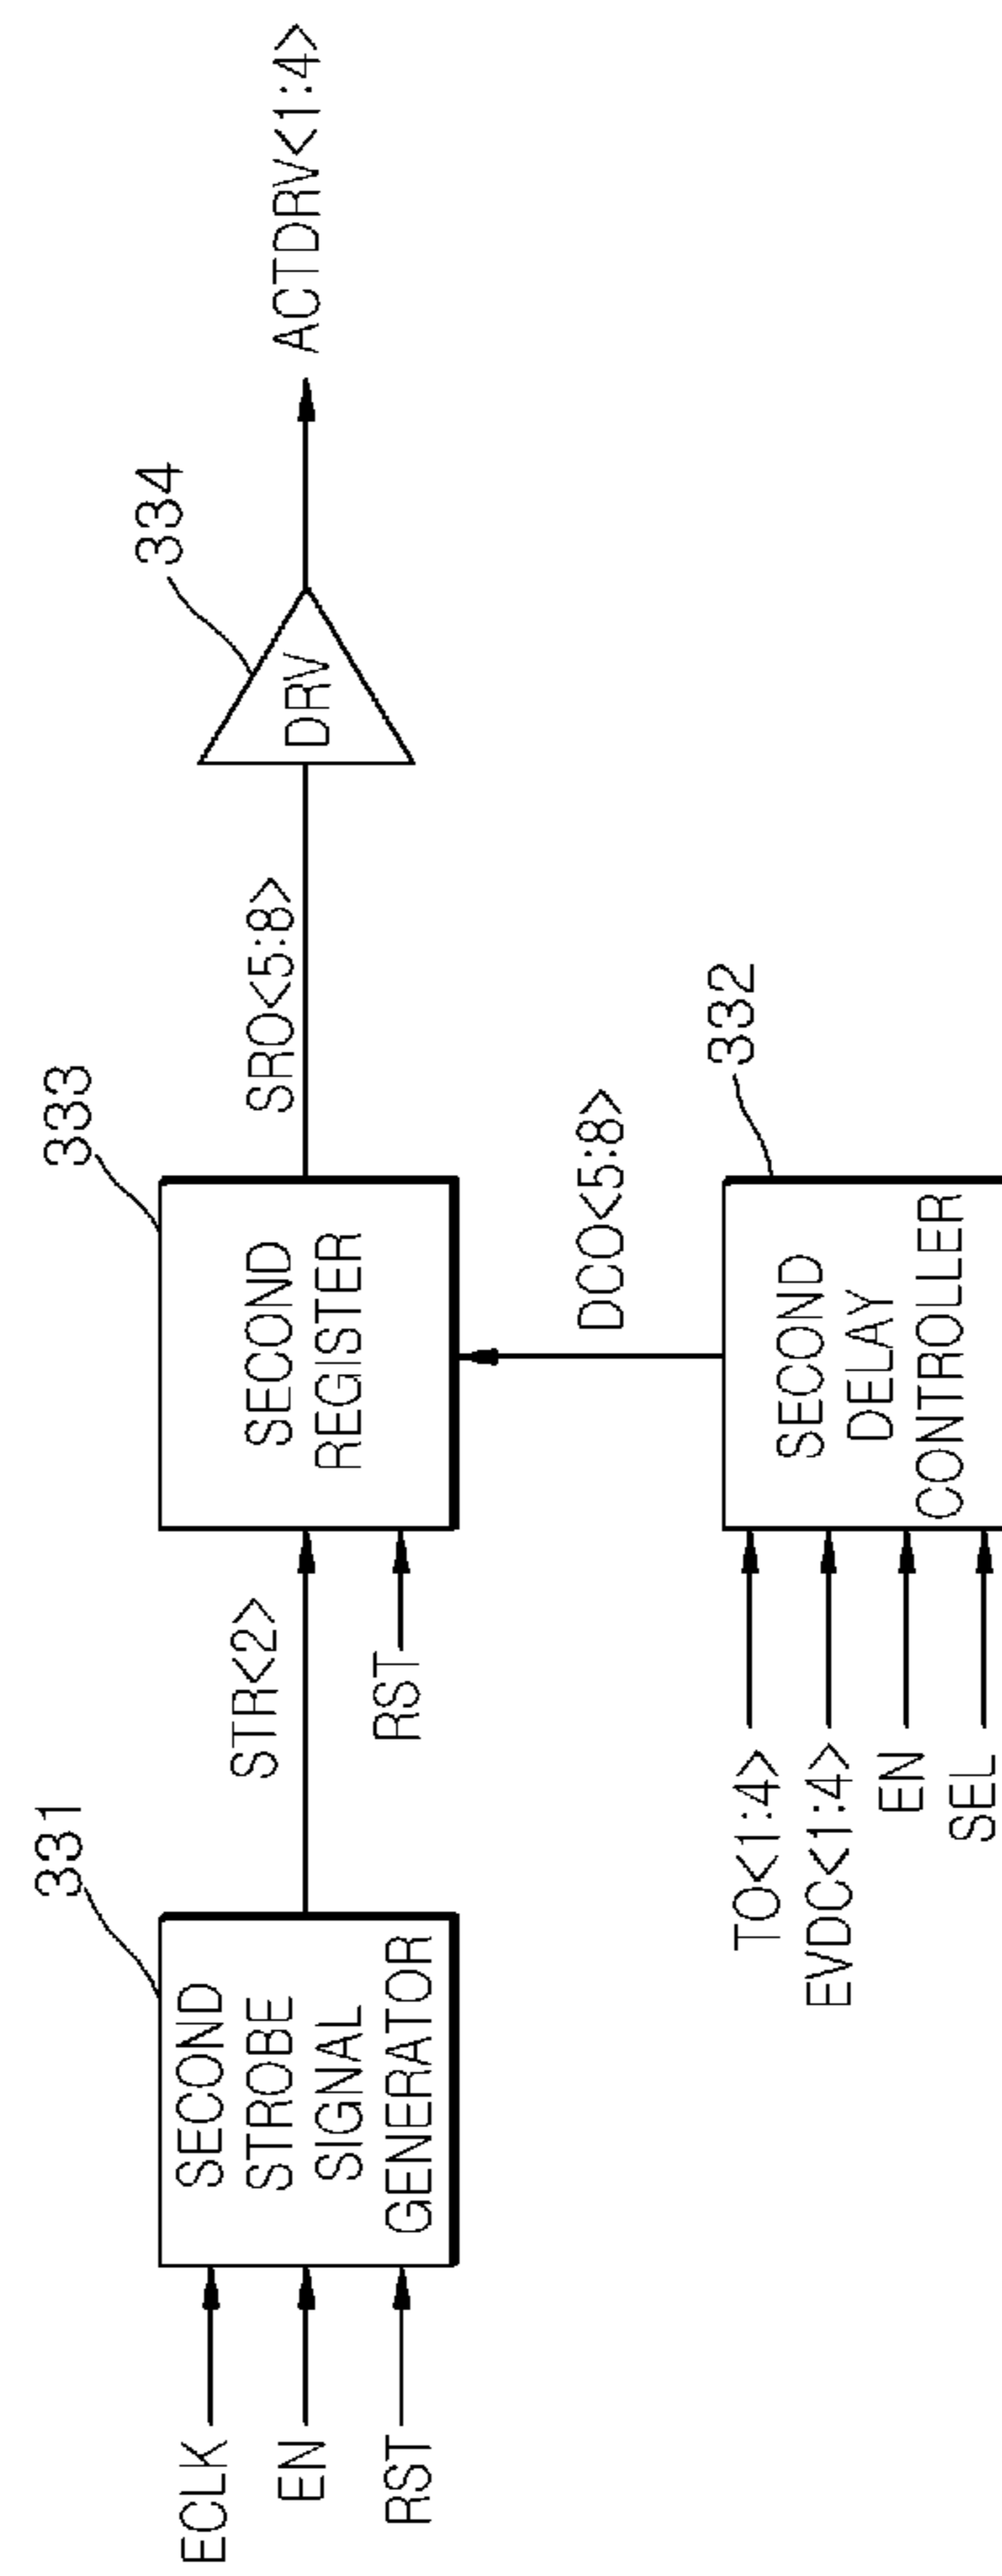 331
ECLK
EN
RST
SECOND
STROBE
SIGNAL
GENERATOR
STR<2>
RST
333
SECOND
REGISTER
SRO<5:8>
334
DRV
ACTDRV<1:4>
DCO<5:8>
332
TO<1:4>
EVDC<1:4>
EN
SEL
SECOND
DELAY
CONTROLLER